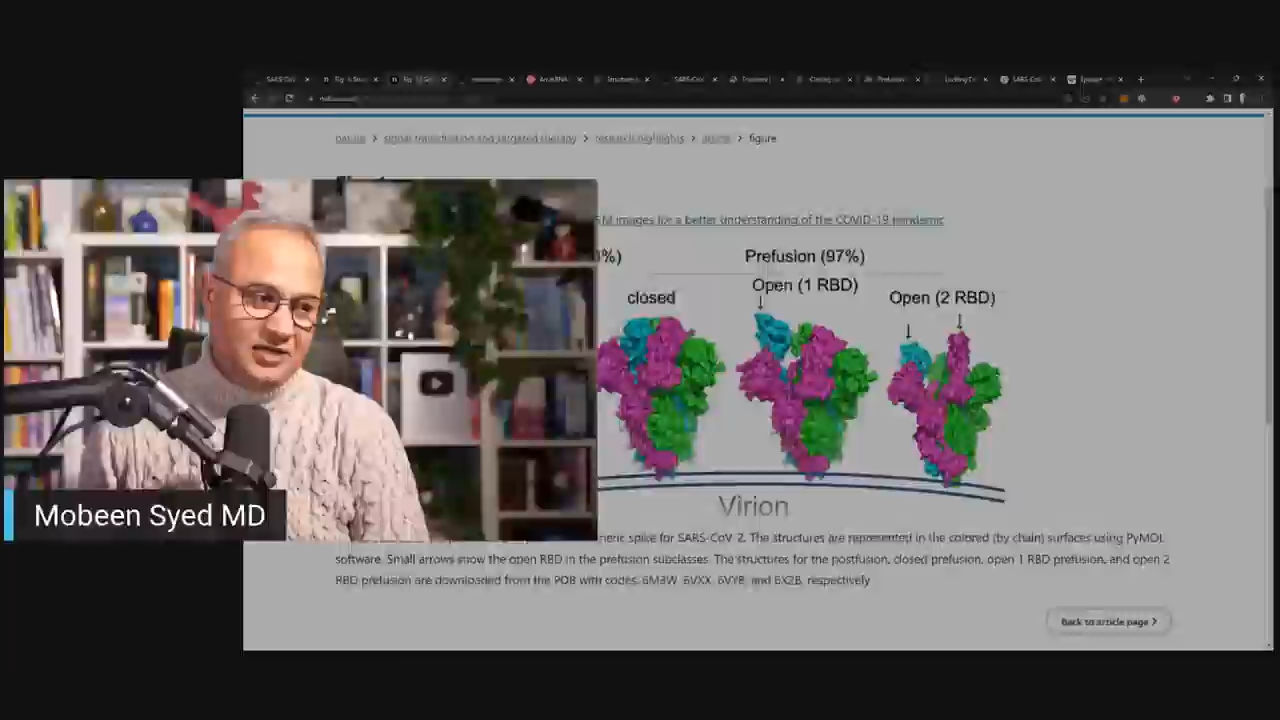 nature > signal transduction and targeted therapy > research highlights > article > figure
M images for a better understanding of the COVID-19 pandemic
%)
Prefusion (97%)
closed
Open (1 RBD)
Open (2 RBD)
Virion
Mobeen Syed MD
meric spike for SARS-CoV 2. The structures are represented in the colored (by chain) surfaces using PyMOL
software. Small arrows show the open RBD in the prefusion subclasses. The structures for the postfusion, closed prefusion, open 1 RBD prefusion, and open 2
RBD prefusion are downloaded from the PDB with codes, 6M3W, 6VXX, 6VYB, and 6X2B, respectively
Back to article page >